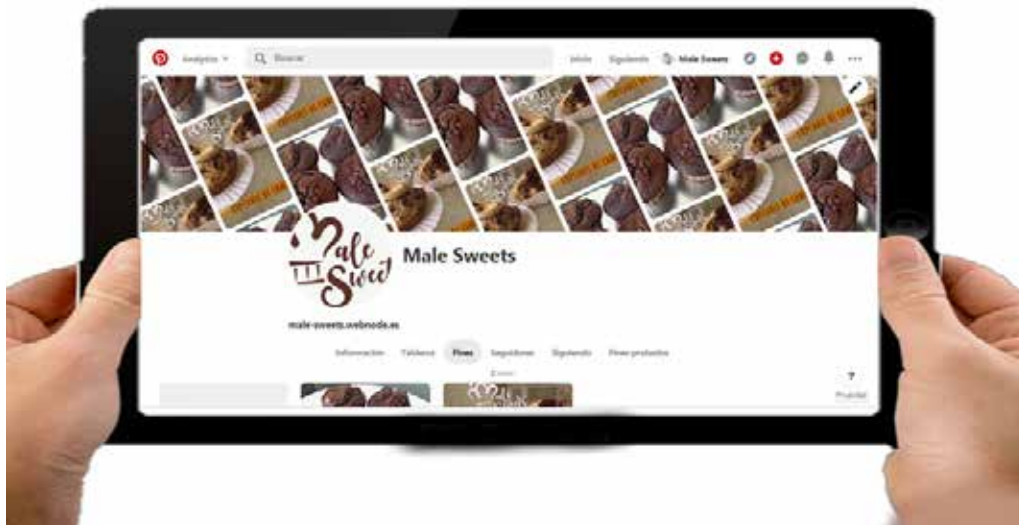 Analytics
Buscar
Inicio Siguiendo Male Sweets
Male Sweet
Male Sweets
male-sweets.webnode.es
Información Tableros Pines Seguidores Siguiendo Pines probados
?